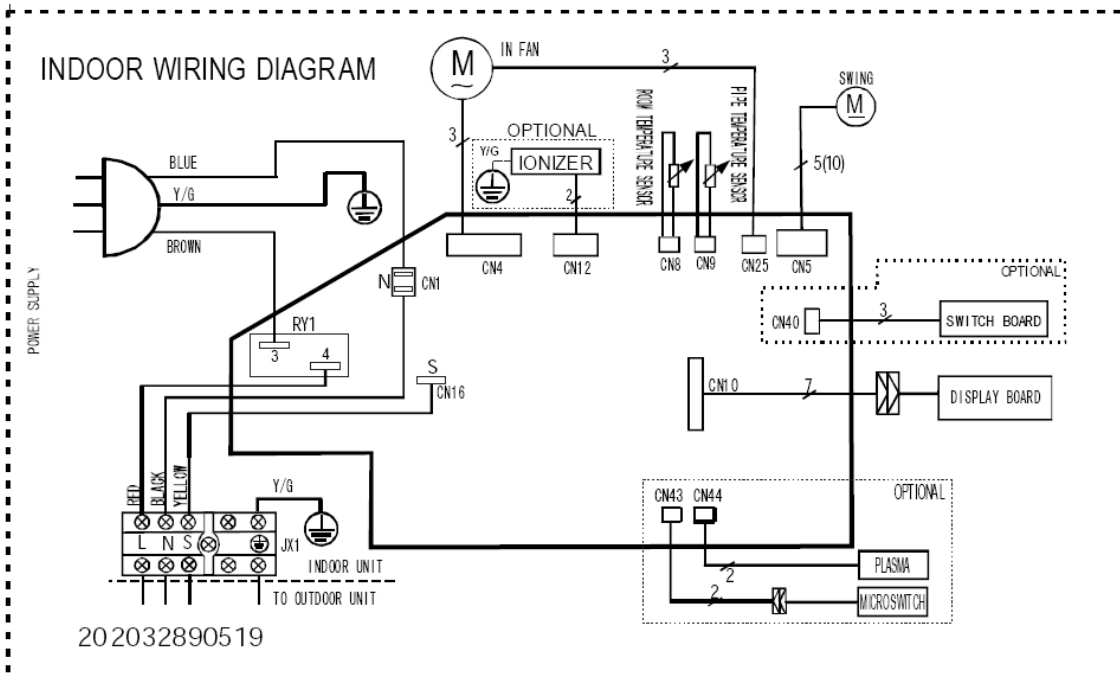 INDOOR WIRING DIAGRAM
M
IN FAN
3
SWING
M
ROOM TEMPERATURE SENSOR
PIPE TEMPERATURE SENSOR
3
OPTIONAL
Y/G
IONIZER
2
5(10)
BLUE
Y/G
BROWN
POWER SUPPLY
CN4
CN12
CN8
CN9
CN25
CN5
N
CN1
OPTIONAL
CN40
3
SWITCH BOARD
RY1
3
4
S
CN16
CN10
7
DISPLAY BOARD
RED
BLACK
YELLOW
Y/G
L N S
JX1
INDOOR UNIT
TO OUTDOOR UNIT
CN43
CN44
OPTIONAL
2
PLASMA
2
MICROSWITCH
202032890519